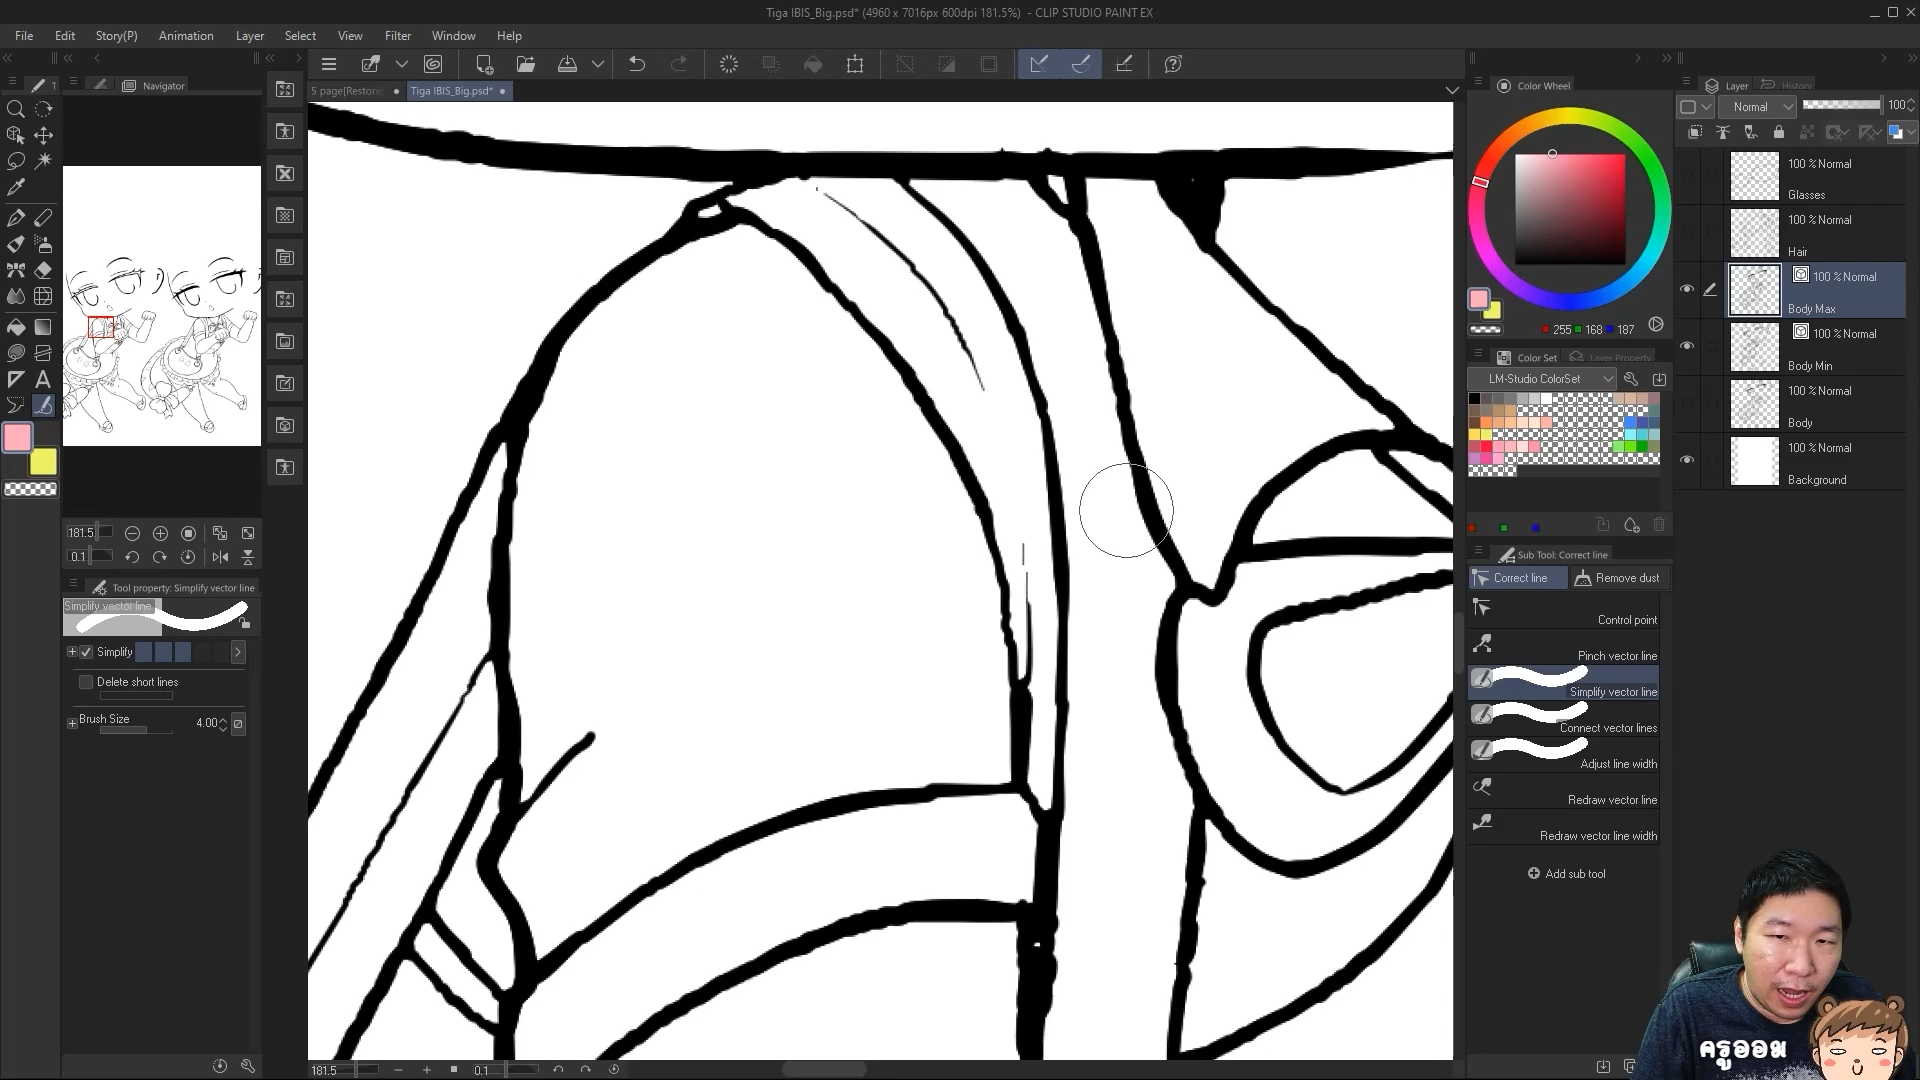 Tiga IBIS_Big.psd* (4960 x 7016px 600dpi 181.5%) - CLIP STUDIO PAINT EX
File Edit Story(P) Animation Layer Select View Filter Window Help
5 page[Restore
Tiga IBIS_Big.psd*
1
Navigator
181.5
0.1
Tool property: Simplify vector line
Simplify vector line
Simplify
Delete short lines
Brush Size 4.00
A
181.5
0.1
Color Wheel
255 168 187
Color Set
Layer Property
LM-Studio ColorSet
Sub Tool: Correct line
Correct line
Remove dust
Control point
Pinch vector line
Simplify vector line
Connect vector lines
Adjust line width
Redraw vector line
Redraw vector line width
Add sub tool
Layer
History
Normal 100
100 % Normal
Glasses
100 % Normal
Hair
100 % Normal
Body Max
100 % Normal
Body Min
100 % Normal
Body
100 % Normal
Background
ครูออม